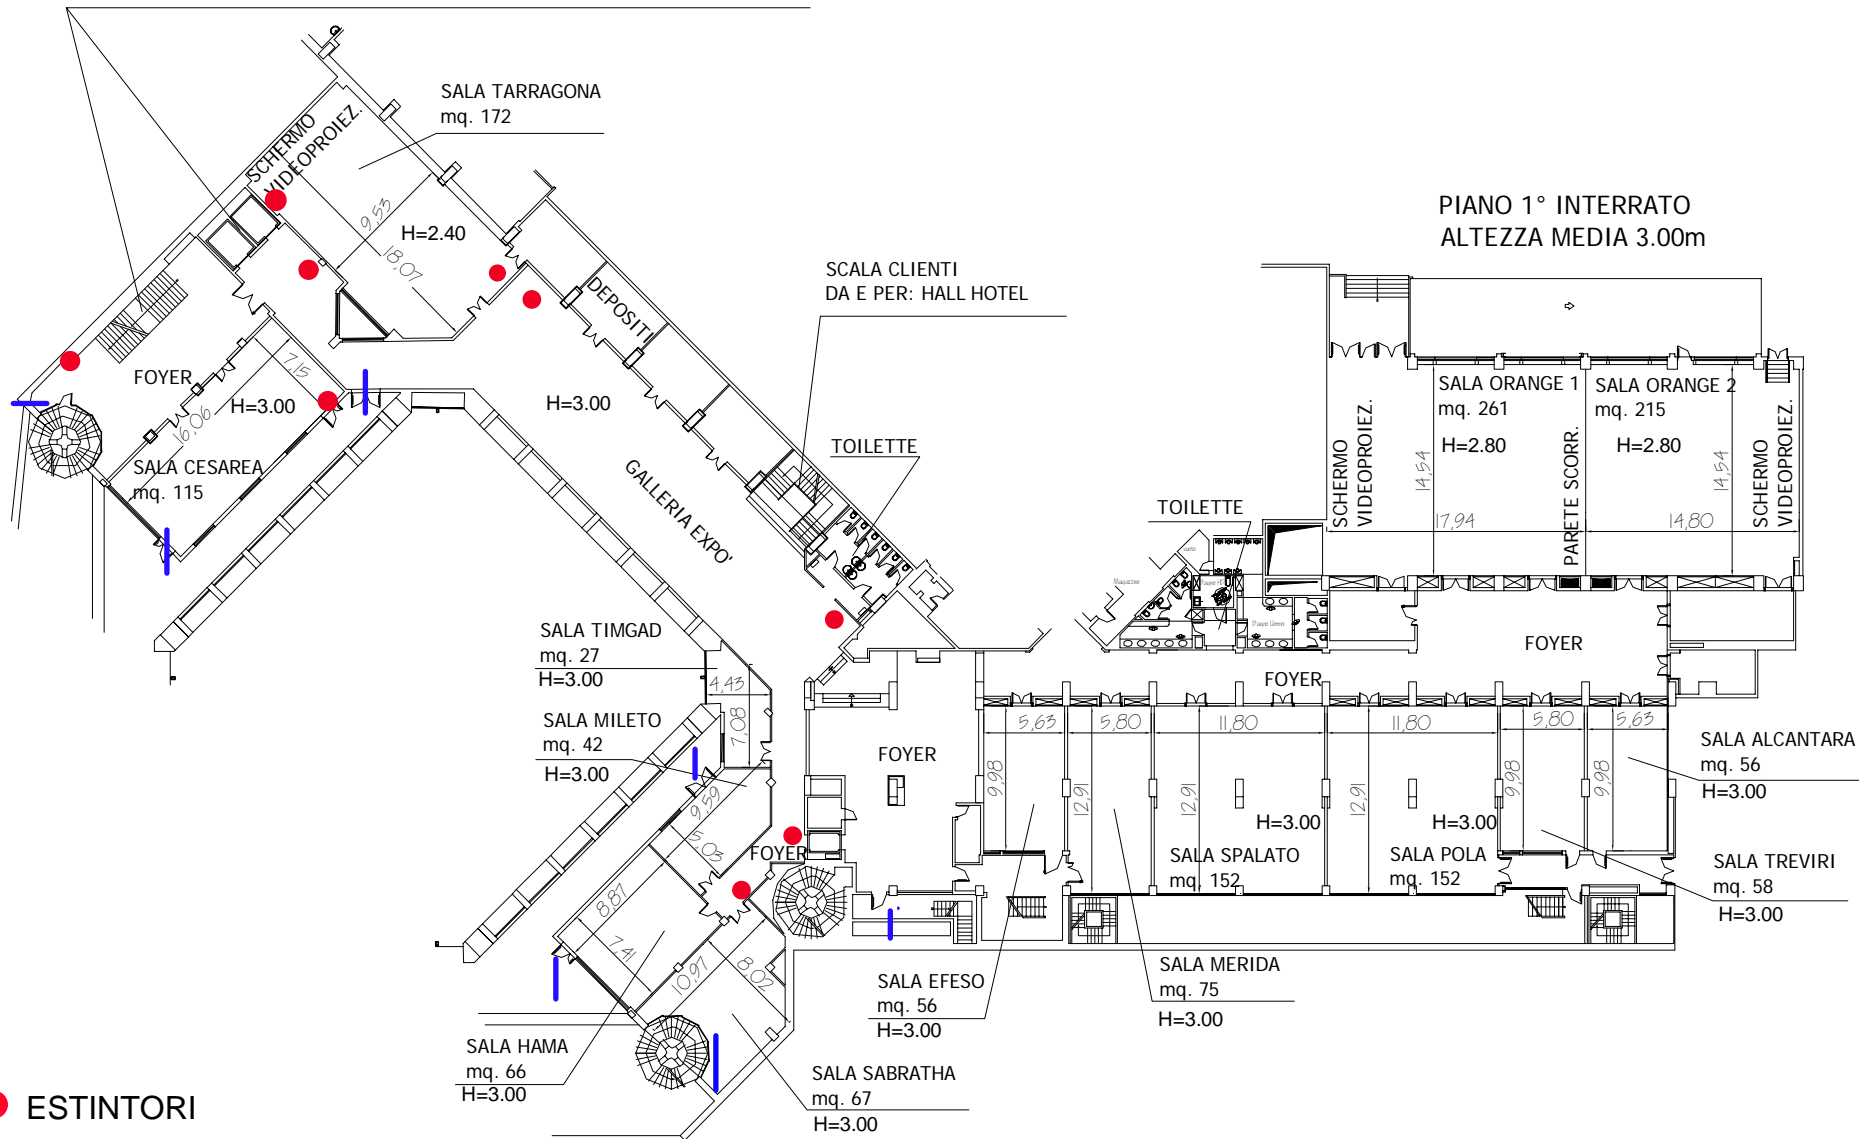 SALA TARRAGONA
mq. 172
SCHERMO
VIDEOPROIEZ.
9,53
H=2.40
18,07
DEPOSITI
SCALA CLIENTI
DA E PER: HALL HOTEL
PIANO 1° INTERRATO
ALTEZZA MEDIA 3.00m
FOYER
7,15
H=3.00
16,06
SALA CESAREA
mq. 115
H=3.00
GALLERIA EXPO'
TOILETTE
TOILETTE
SALA ORANGE 1
mq. 261
H=2.80
SALA ORANGE 2
mq. 215
H=2.80
SCHERMO
VIDEOPROIEZ.
14,54
17,94
PARETE SCORR.
14,54
14,80
SCHERMO
VIDEOPROIEZ.
Magazzino
Bagno Uomini
SALA TIMGAD
mq. 27
H=3.00
4,43
7,08
SALA MILETO
mq. 42
H=3.00
9,59
5,03
FOYER
FOYER
FOYER
FOYER
5,63
5,80
11,80
11,80
5,80
5,63
9,98
12,91
12,91
12,91
9,98
9,98
H=3.00
H=3.00
SALA SPALATO
mq. 152
SALA POLA
mq. 152
SALA ALCANTARA
mq. 56
H=3.00
SALA TREVIRI
mq. 58
H=3.00
8,87
7,41
10,97
8,02
SALA EFESO
mq. 56
H=3.00
SALA MERIDA
mq. 75
H=3.00
SALA HAMA
mq. 66
H=3.00
SALA SABRATHA
mq. 67
H=3.00
ESTINTORI